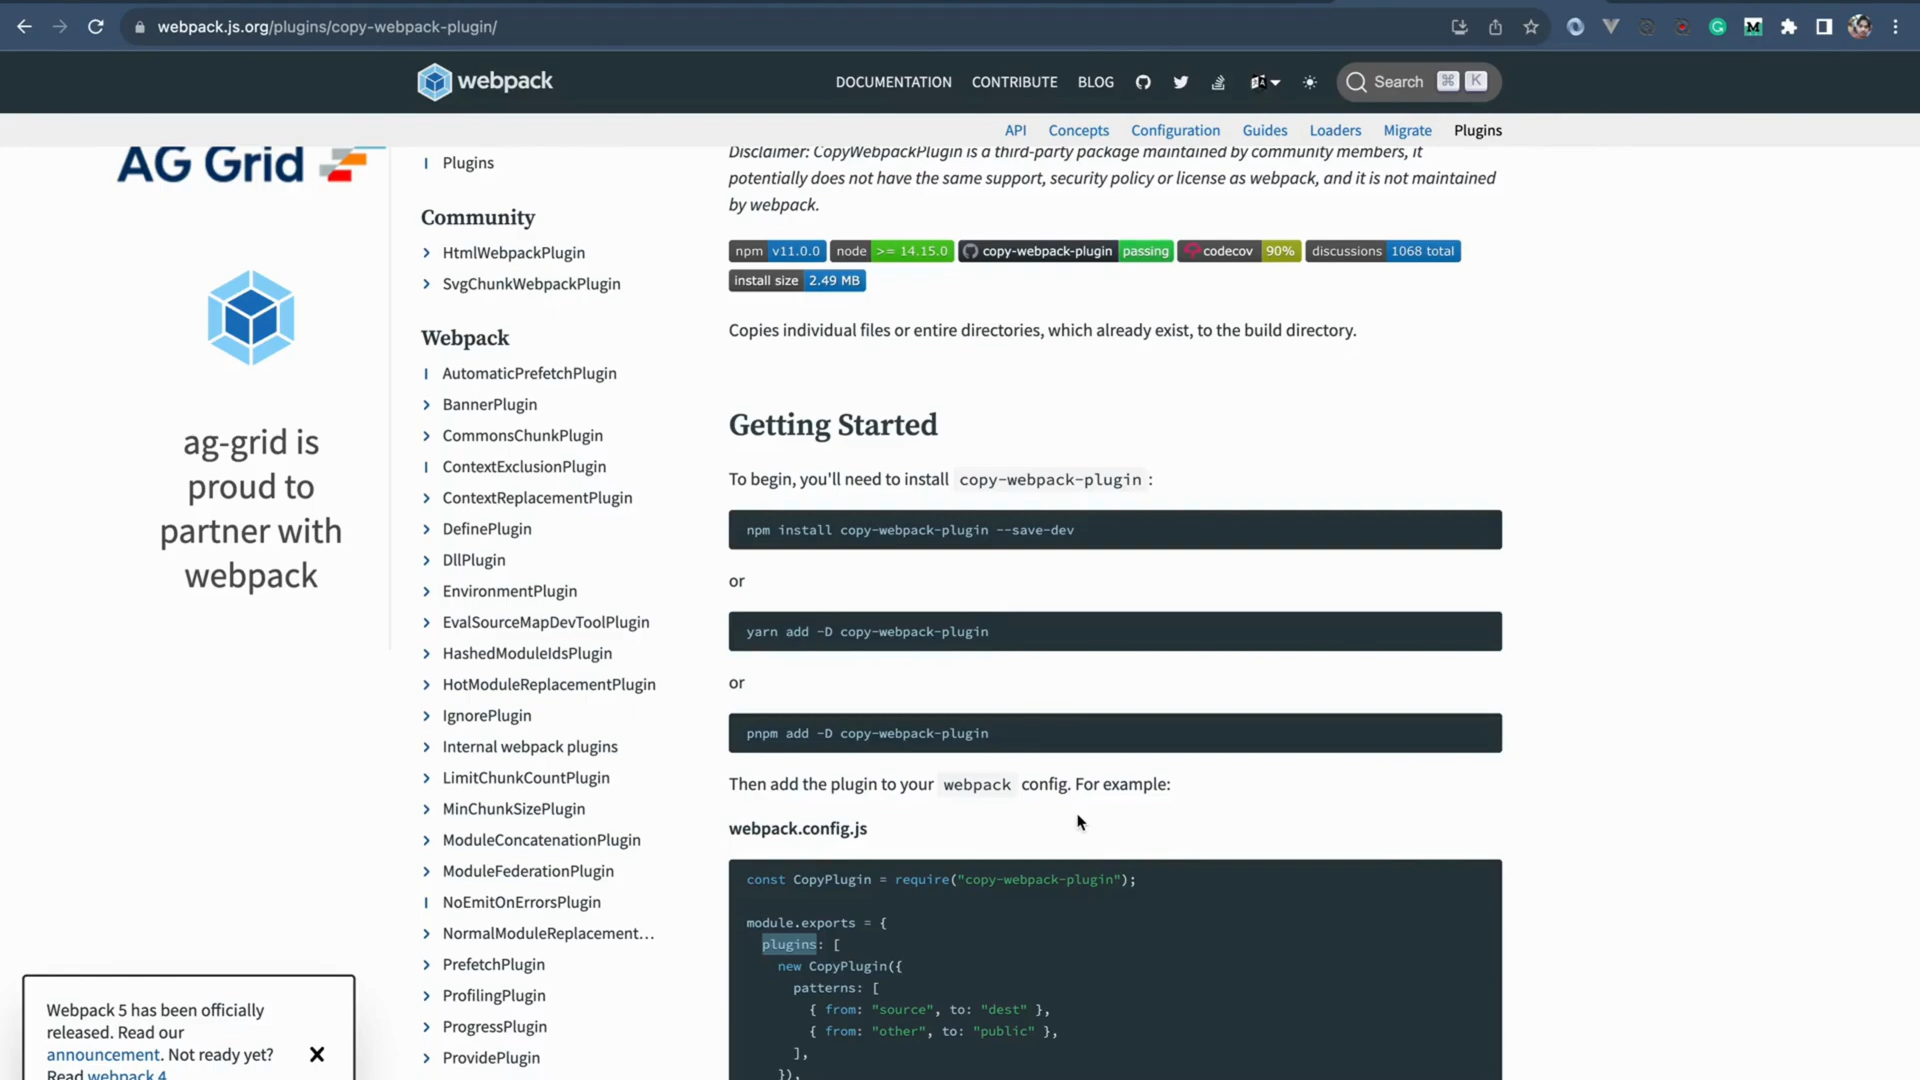 webpack.js.org/plugins/copy-webpack-plugin/
webpack
DOCUMENTATION CONTRIBUTE BLOG Search ⌘ K
API Concepts Configuration Guides Loaders Migrate Plugins
AG Grid
ag-grid is
proud to
partner with
webpack
Plugins
Community
HtmlWebpackPlugin
SvgChunkWebpackPlugin
Webpack
AutomaticPrefetchPlugin
BannerPlugin
CommonsChunkPlugin
ContextExclusionPlugin
ContextReplacementPlugin
DefinePlugin
DllPlugin
EnvironmentPlugin
EvalSourceMapDevToolPlugin
HashedModuleIdsPlugin
HotModuleReplacementPlugin
IgnorePlugin
Internal webpack plugins
LimitChunkCountPlugin
MinChunkSizePlugin
ModuleConcatenationPlugin
ModuleFederationPlugin
NoEmitOnErrorsPlugin
NormalModuleReplacement...
PrefetchPlugin
ProfilingPlugin
ProgressPlugin
ProvidePlugin
Disclaimer: CopyWebpackPlugin is a third-party package maintained by community members, it
potentially does not have the same support, security policy or license as webpack, and it is not maintained
by webpack.
npm v11.0.0 node >= 14.15.0 copy-webpack-plugin passing codecov 90% discussions 1068 total
install size 2.49 MB
Copies individual files or entire directories, which already exist, to the build directory.
Getting Started
To begin, you'll need to install copy-webpack-plugin :
npm install copy-webpack-plugin --save-dev
or
yarn add -D copy-webpack-plugin
or
pnpm add -D copy-webpack-plugin
Then add the plugin to your webpack config. For example:
webpack.config.js
const CopyPlugin = require("copy-webpack-plugin");
module.exports = {
plugins: [
new CopyPlugin({
patterns: [
{ from: "source", to: "dest" },
{ from: "other", to: "public" },
],
}),
Webpack 5 has been officially
released. Read our
announcement. Not ready yet?
Read webpack 4